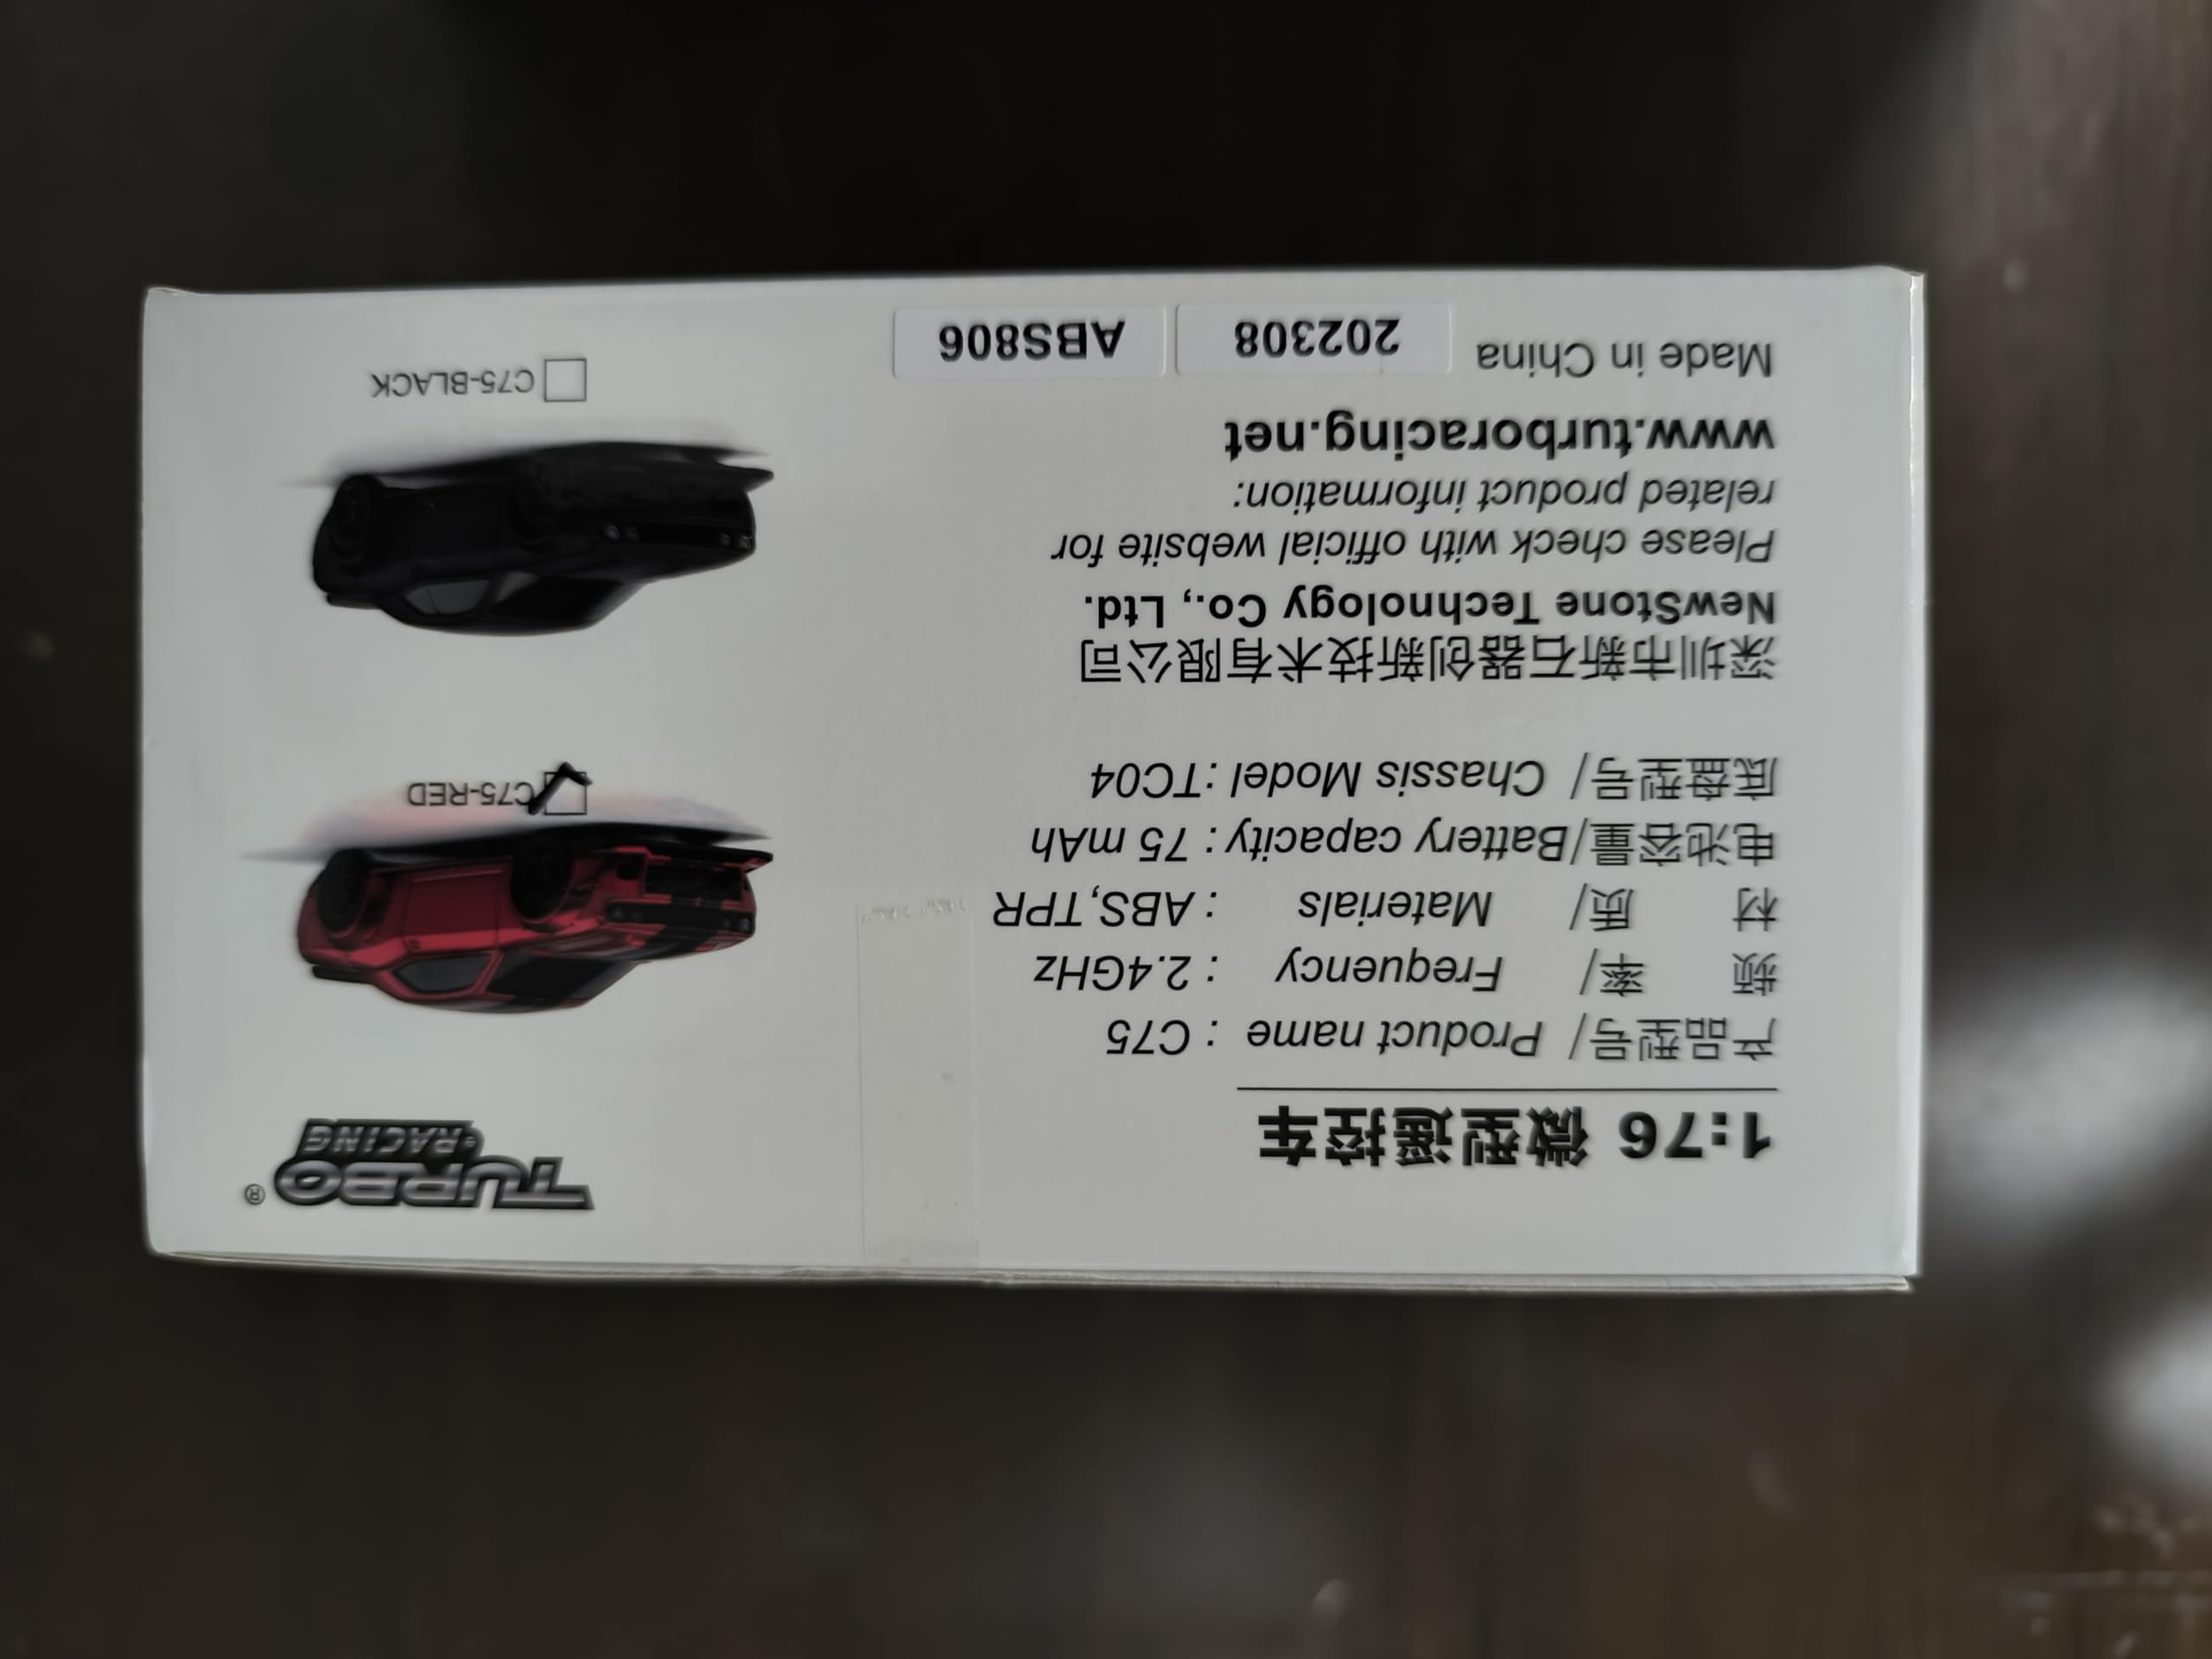 1:76 微型遥控车
TURBO
RACING ®
产品型号/ Product name : C75
频 率/ Frequency : 2.4GHz
材 质/ Materials : ABS,TPR
电池容量/Battery capacity : 75 mAh
底盘型号/ Chassis Model :TC04
C75-RED
深圳市新石器创新技术有限公司
NewStone Technology Co., Ltd.
Please check with official website for
related product information:
www.turboracing.net
Made in China
202308
ABS806
C75-BLACK